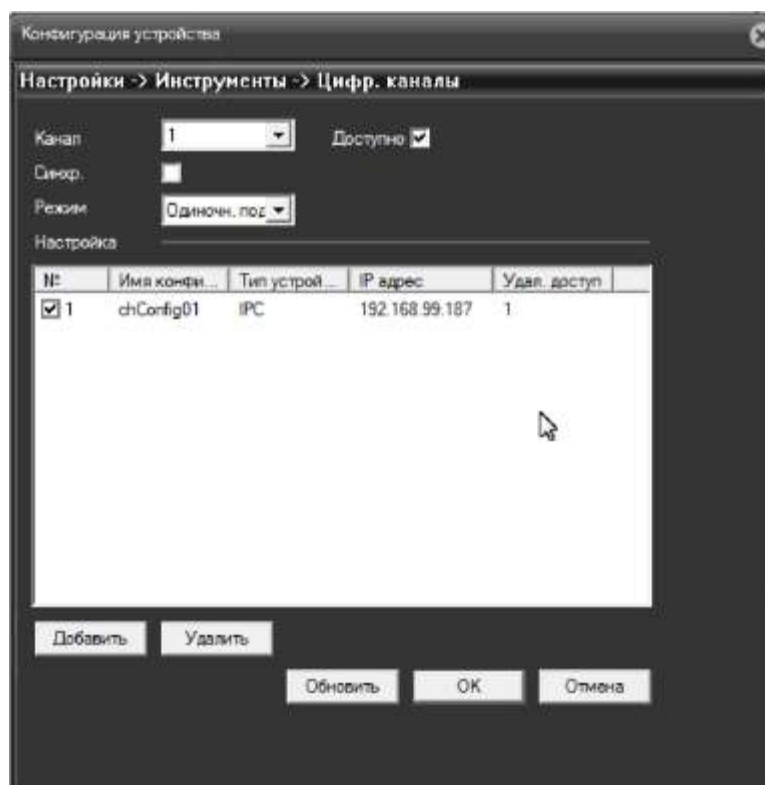 Конфигурация устройства
Настройки -> Инструменты -> Цифр. каналы
Канал 1 Доступно
Синхр.
Режим Одиночн. под
Настройка
№ Имя конфи... Тип устрой... IP адрес Удал. доступ
1 chConfig01 IPC 192.168.99.187 1
Добавить Удалить
Обновить OK Отмена